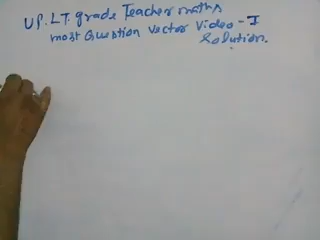 UP. LT. grade Teacher maths
most Question Vector Video - I
Solution.